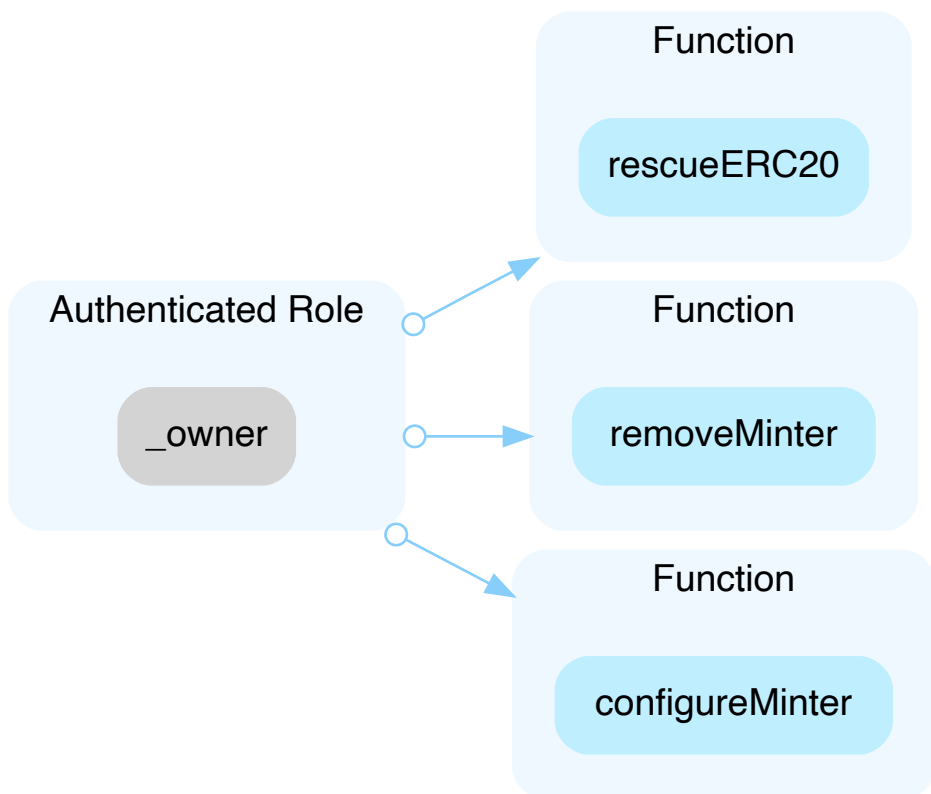 Function
rescueERC20
Authenticated Role
_owner
Function
removeMinter
Function
configureMinter